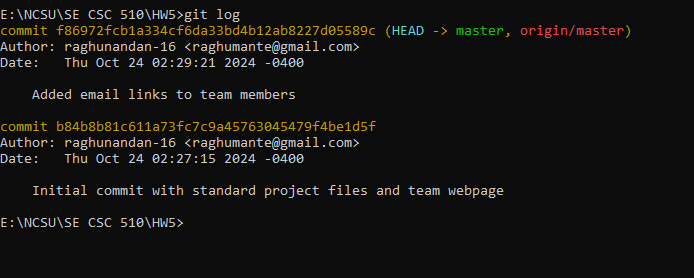 E:\NCSU\SE CSC 510\HW5>git log
commit f86972fcb1a334cf6da33bd4b12ab8227d05589c (HEAD -> master, origin/master)
Author: raghunandan-16 <raghumante@gmail.com>
Date:   Thu Oct 24 02:29:21 2024 -0400
    Added email links to team members
commit b84b8b81c611a73fc7c9a45763045479f4be1d5f
Author: raghunandan-16 <raghumante@gmail.com>
Date:   Thu Oct 24 02:27:15 2024 -0400
    Initial commit with standard project files and team webpage
E:\NCSU\SE CSC 510\HW5>